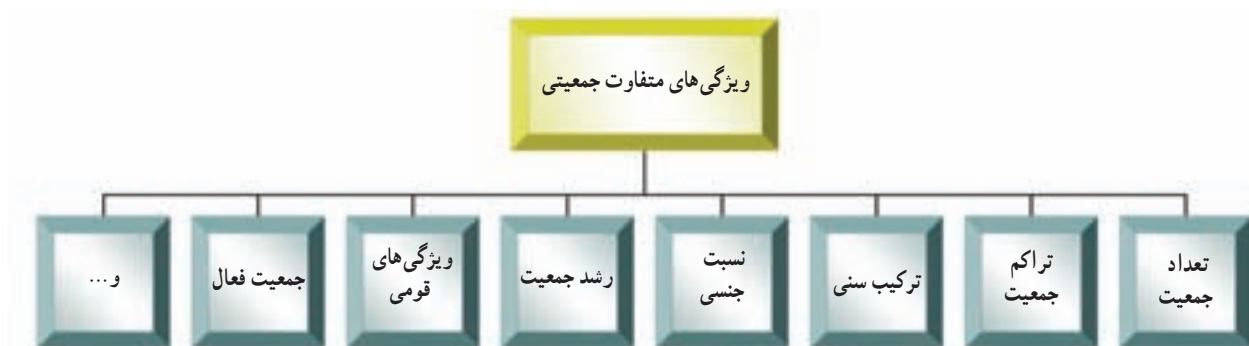 ویژگی‌های متفاوت جمعیتی
تعداد
جمعیت
تراکم
جمعیت
ترکیب سنی
نسبت
جنسی
رشد جمعیت
ویژگی‌های
قومی
جمعیت فعال
و...